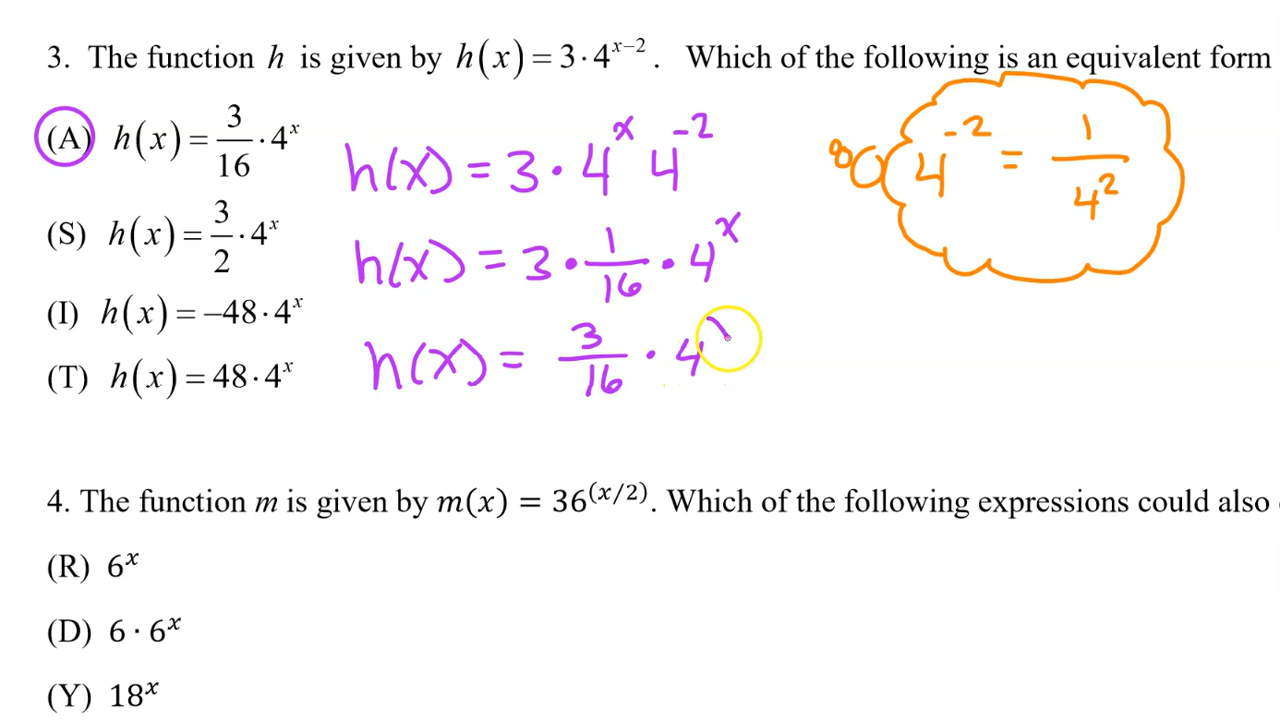 3. The function h is given by h(x) = 3 · 4^{x−2}. Which of the following is an equivalent form
(A) h(x) = 3/16 · 4^x
(S) h(x) = 3/2 · 4^x
(I) h(x) = −48 · 4^x
(T) h(x) = 48 · 4^x
h(x) = 3 · 4^x 4^{-2}
h(x) = 3 · 1/16 · 4^x
h(x) = 3/16 · 4
4^{-2} = 1/4^2
4. The function m is given by m(x) = 36^{(x/2)}. Which of the following expressions could also
(R) 6^x
(D) 6 · 6^x
(Y) 18^x